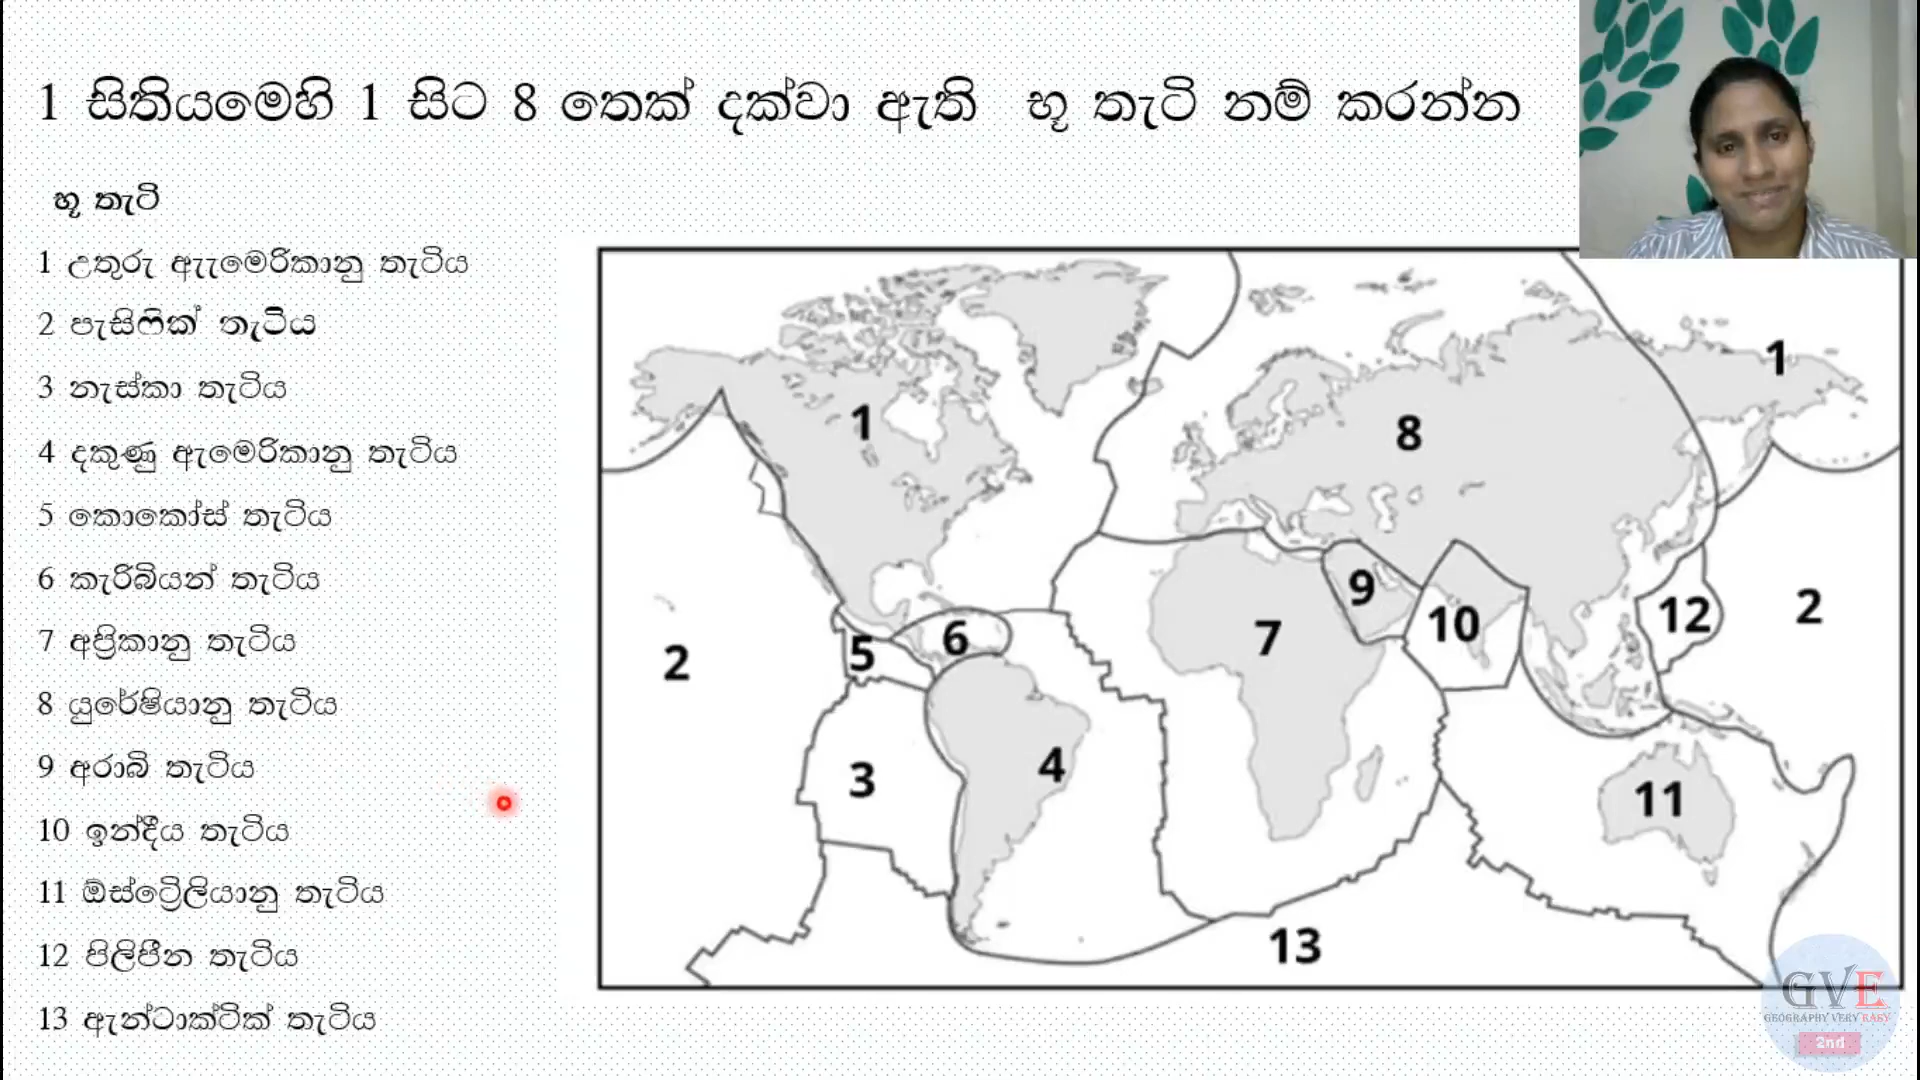 1 සිතියමෙහි 1 සිට 8 තෙක් දක්වා ඇති භූ තැටි නම් කරන්න
භූ තැටි
1 උතුරු ඇැමෙරිකානු තැටිය
2 පැසිෆික් තැටිය
3 නැස්කා තැටිය
4 දකුණු ඇමෙරිකානු තැටිය
5 කොකෝස් තැටිය
6 කැරිබියන් තැටිය
7 අප්‍රිකානු තැටිය
8 යුරේෂියානු තැටිය
9 අරාබි තැටිය
10 ඉන්දීය තැටිය
11 ඕස්ට්‍රේලියානු තැටිය
12 පිලිපීන තැටිය
13 ඇන්ටාක්ටික් තැටිය
1
1
8
9
10
12
2
7
6
5
2
4
3
11
13
GVE
GEOGRAPHY VERY EASY
2nd